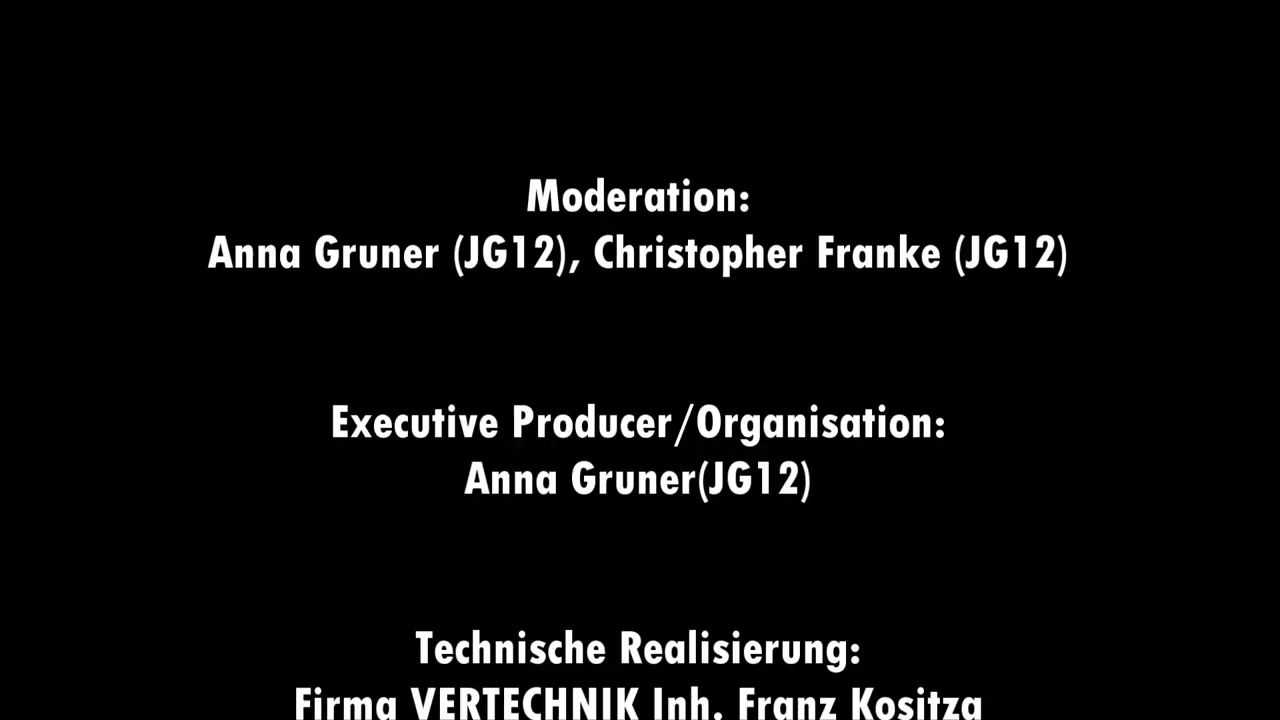 Moderation:
Anna Gruner (JG12), Christopher Franke (JG12)
Executive Producer/Organisation:
Anna Gruner(JG12)
Technische Realisierung:
Firma VERTECHNIK Inh. Franz Kositza